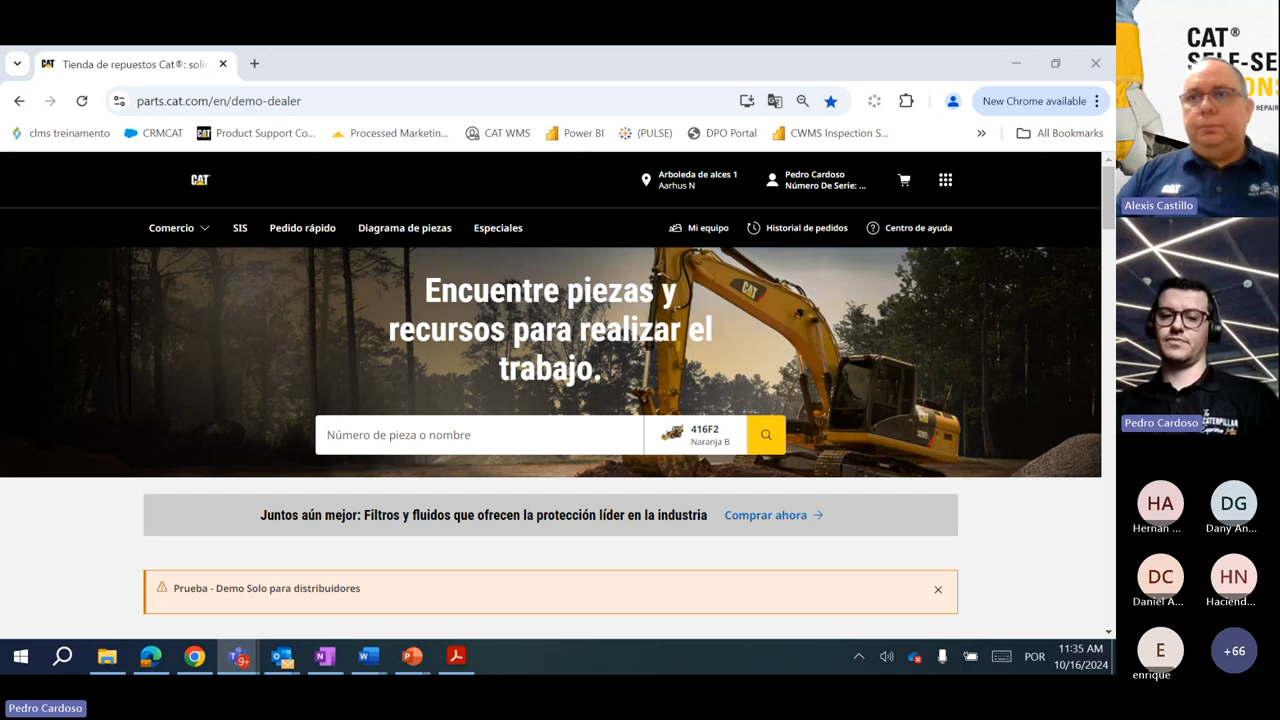 Tienda de repuestos Cat®: soli
parts.cat.com/en/demo-dealer
New Chrome available
clms treinamento
CRMCAT
Product Support Co...
Processed Marketin...
CAT WMS
Power BI
(PULSE)
DPO Portal
CWMS Inspection S...
All Bookmarks
CAT
Arboleda de alces 1
Aarhus N
Pedro Cardoso
Número De Serie: ...
Comercio
SIS
Pedido rápido
Diagrama de piezas
Especiales
Mi equipo
Historial de pedidos
Centro de ayuda
Encuentre piezas y
recursos para realizar el
trabajo.
Número de pieza o nombre
416F2
Naranja B
Juntos aún mejor: Filtros y fluidos que ofrecen la protección líder en la industria
Comprar ahora
Prueba - Demo Solo para distribuidores
POR
11:35 AM
10/16/2024
Pedro Cardoso
CAT®
SELF-SE
ONS
REPAIR
CAT
Alexis Castillo
CATERPILLAR
Pedro Cardoso
HA
Hernan ...
DG
Dany An...
DC
Daniel A...
HN
Haciend...
E
enrique
+66